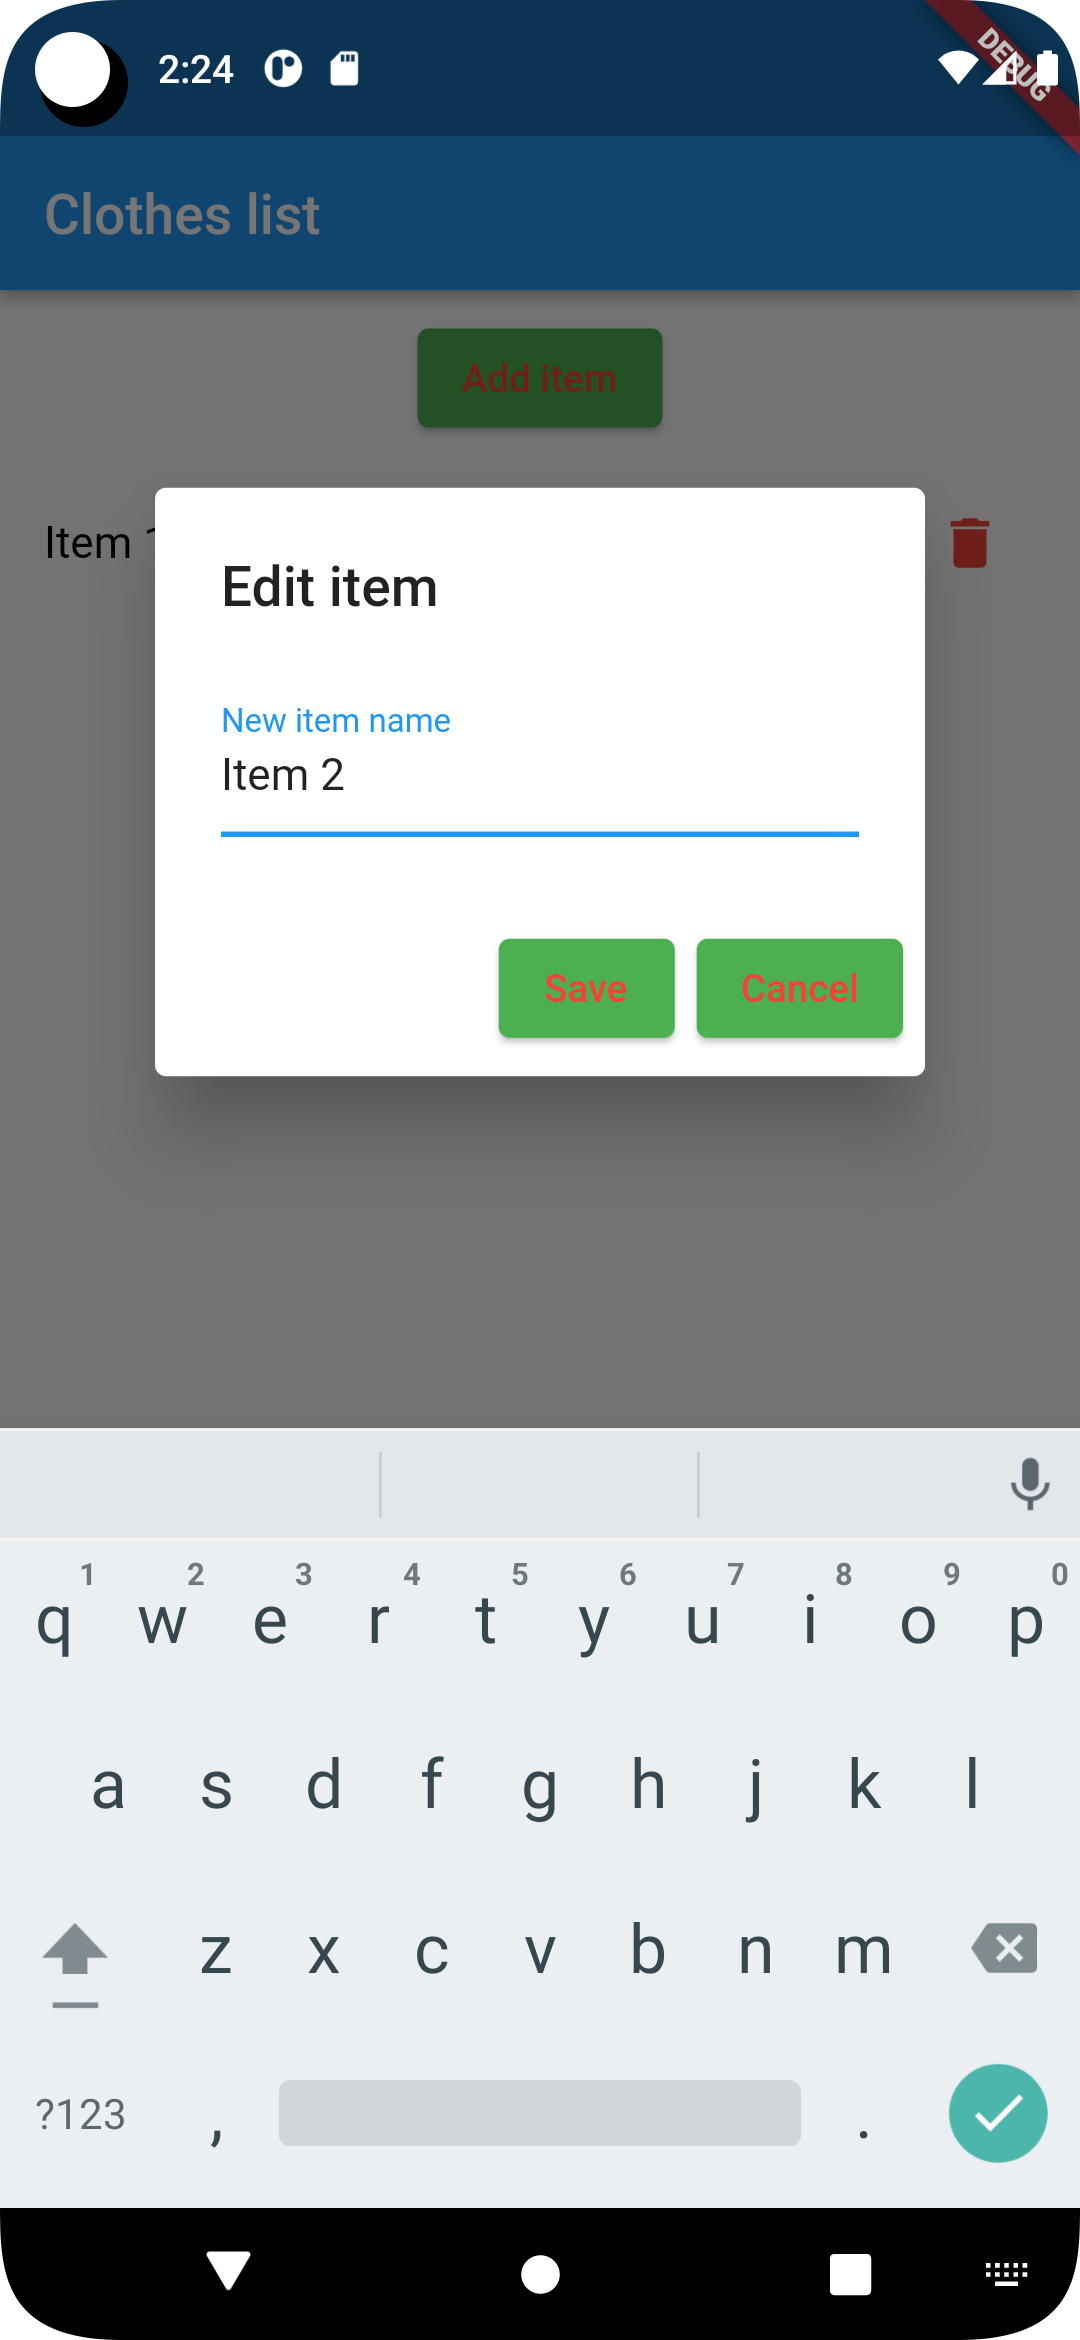 2:24
DEBUG
Clothes list
Add item
Item 1
Edit item
New item name
Item 2
Save Cancel
1 2 3 4 5 6 7 8 9 0
q w e r t y u i o p
a s d f g h j k l
z x c v b n m
?123 , .